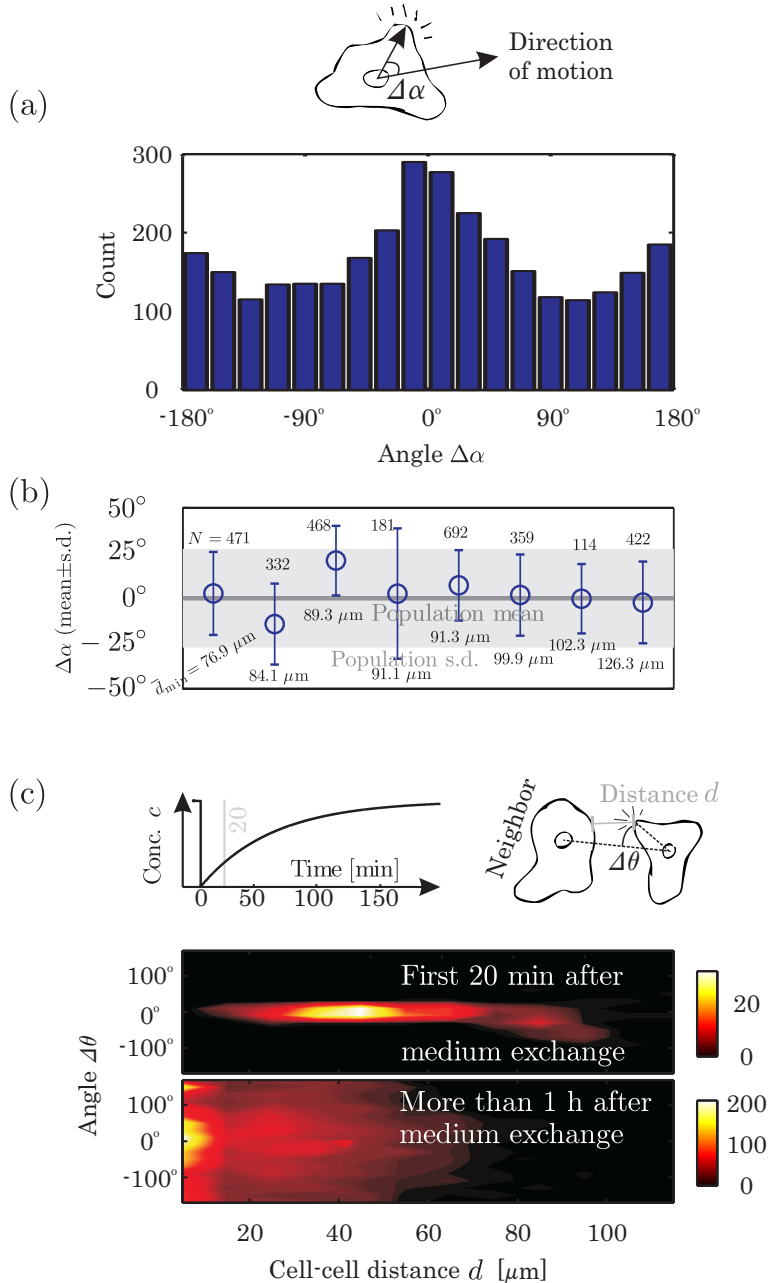 Direction
of motion
Δα
(a)
300
200
100
0
Count
-180° -90° 0° 90° 180°
Angle Δα
(b)
50°
25°
0°
−25°
−50°
Δα (mean±s.d.)
N = 471
332
468
181
692
359
114
422
Population mean
Population s.d.
d̄min = 76.9 μm
84.1 μm
89.3 μm
91.1 μm
91.3 μm
99.9 μm
102.3 μm
126.3 μm
(c)
Conc. c
20
Time [min]
0 50 100 150
Neighbor
Distance d
Δθ
100°
0°
-100°
First 20 min after
medium exchange
20
0
Angle Δθ
100°
0°
-100°
More than 1 h after
medium exchange
200
100
0
20 40 60 80 100
Cell-cell distance d [μm]